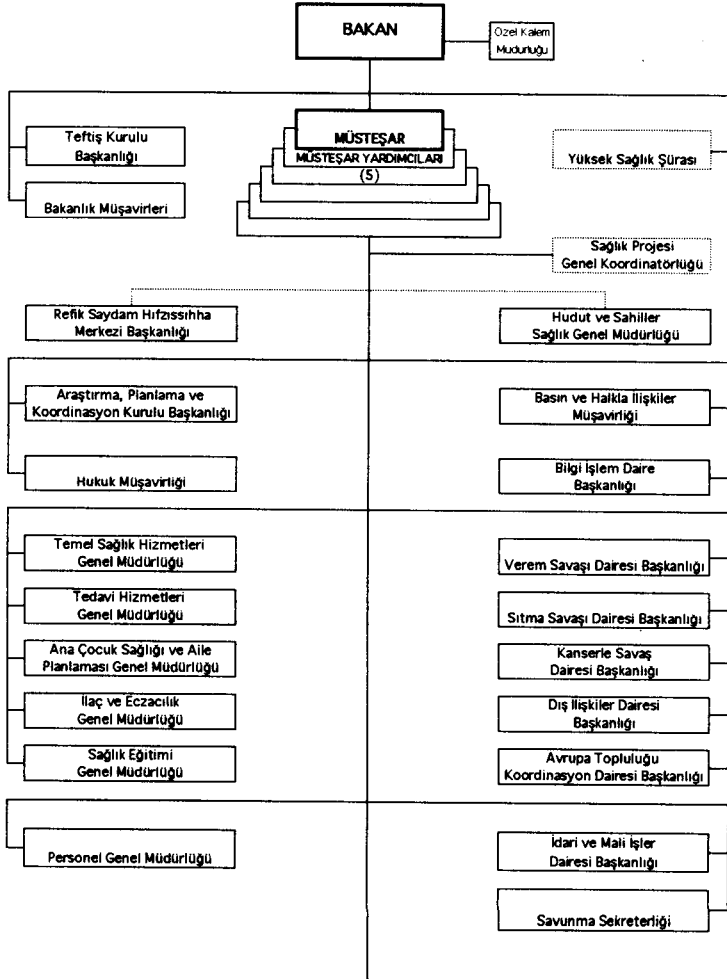 BAKAN
Özel Kalem
Müdürlüğü
MÜSTEŞAR
MÜSTEŞAR YARDIMCILARI
(5)
Teftiş Kurulu
Başkanlığı
Yüksek Sağlık Şûrası
Bakanlık Müşavirleri
Sağlık Projesi
Genel Koordinatörlüğü
Refik Saydam Hıfzıssıhha
Merkezi Başkanlığı
Hudut ve Sahiller
Sağlık Genel Müdürlüğü
Araştırma, Planlama ve
Koordinasyon Kurulu Başkanlığı
Basın ve Halkla İlişkiler
Müşavirliği
Hukuk Müşavirliği
Bilgi İşlem Daire
Başkanlığı
Temel Sağlık Hizmetleri
Genel Müdürlüğü
Verem Savaşı Dairesi Başkanlığı
Tedavi Hizmetleri
Genel Müdürlüğü
Sıtma Savaşı Dairesi Başkanlığı
Ana Çocuk Sağlığı ve Aile
Planlaması Genel Müdürlüğü
Kanserle Savaş
Dairesi Başkanlığı
İlaç ve Eczacılık
Genel Müdürlüğü
Dış İlişkiler Dairesi
Başkanlığı
Sağlık Eğitimi
Genel Müdürlüğü
Avrupa Topluluğu
Koordinasyon Dairesi Başkanlığı
Personel Genel Müdürlüğü
İdari ve Mali İşler
Dairesi Başkanlığı
Savunma Sekreterliği